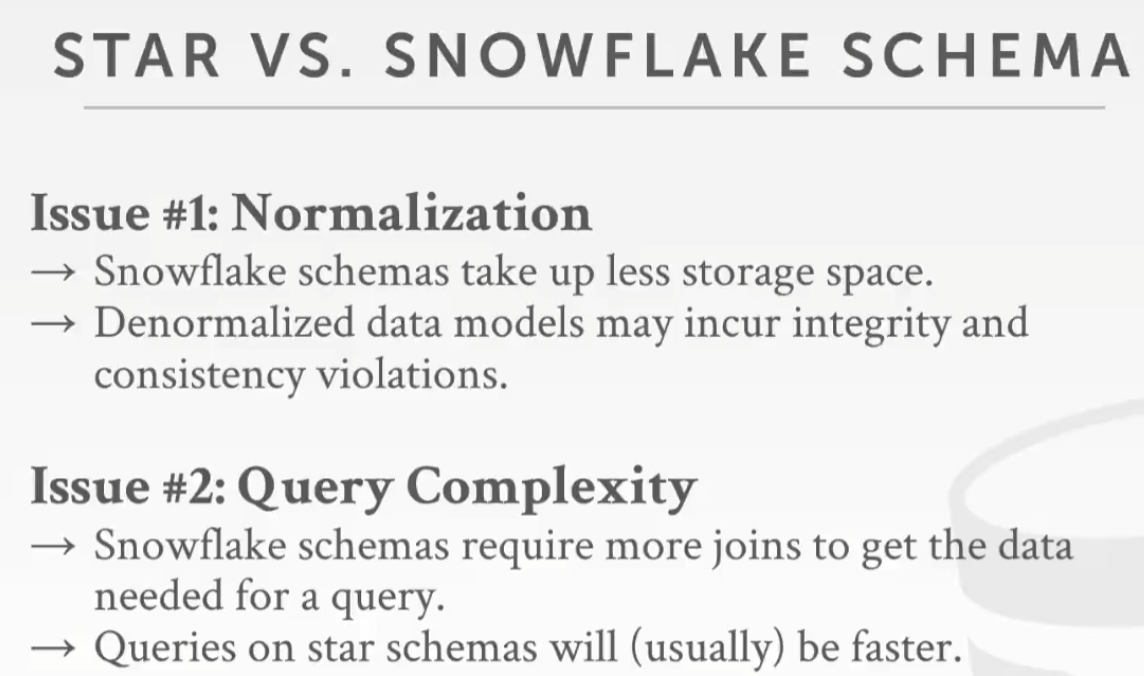 STAR VS. SNOWFLAKE SCHEMA
Issue #1: Normalization
→ Snowflake schemas take up less storage space.
→ Denormalized data models may incur integrity and
consistency violations.
Issue #2: Query Complexity
→ Snowflake schemas require more joins to get the data
needed for a query.
→ Queries on star schemas will (usually) be faster.